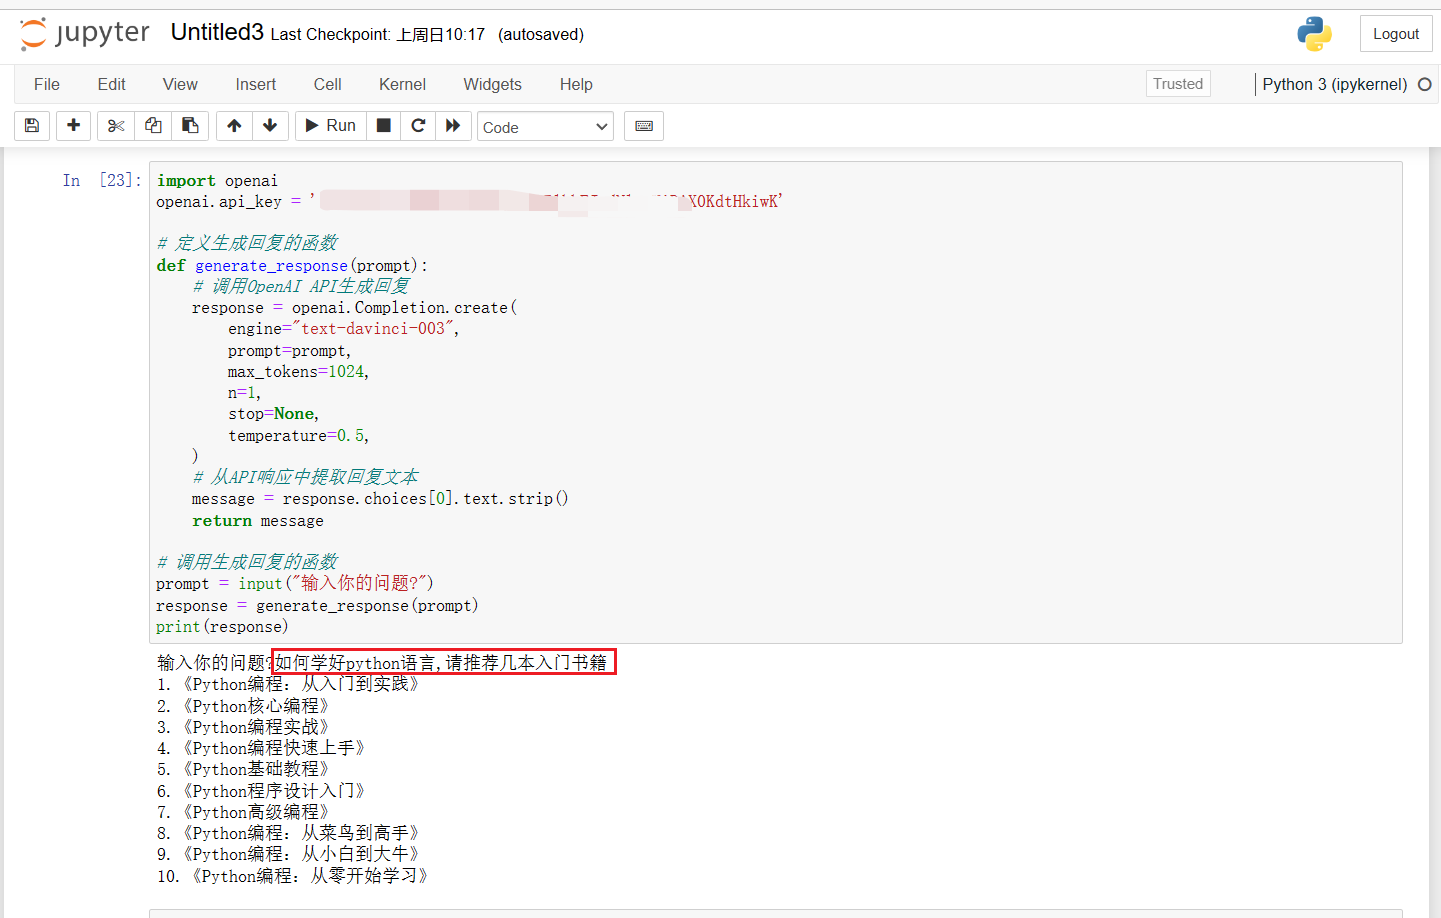 jupyter Untitled3 Last Checkpoint: 上周日10:17 (autosaved)
Logout
File Edit View Insert Cell Kernel Widgets Help Trusted Python 3 (ipykernel)
Run Code
In [23]: import openai
openai.api_key = ' X0KdtHkiwK'
# 定义生成回复的函数
def generate_response(prompt):
# 调用OpenAI API生成回复
response = openai.Completion.create(
engine="text-davinci-003",
prompt=prompt,
max_tokens=1024,
n=1,
stop=None,
temperature=0.5,
)
# 从API响应中提取回复文本
message = response.choices[0].text.strip()
return message
# 调用生成回复的函数
prompt = input("输入你的问题?")
response = generate_response(prompt)
print(response)
输入你的问题?如何学好python语言,请推荐几本入门书籍
1. 《Python编程: 从入门到实践》
2. 《Python核心编程》
3. 《Python编程实战》
4. 《Python编程快速上手》
5. 《Python基础教程》
6. 《Python程序设计入门》
7. 《Python高级编程》
8. 《Python编程: 从菜鸟到高手》
9. 《Python编程: 从小白到大牛》
10. 《Python编程: 从零开始学习》